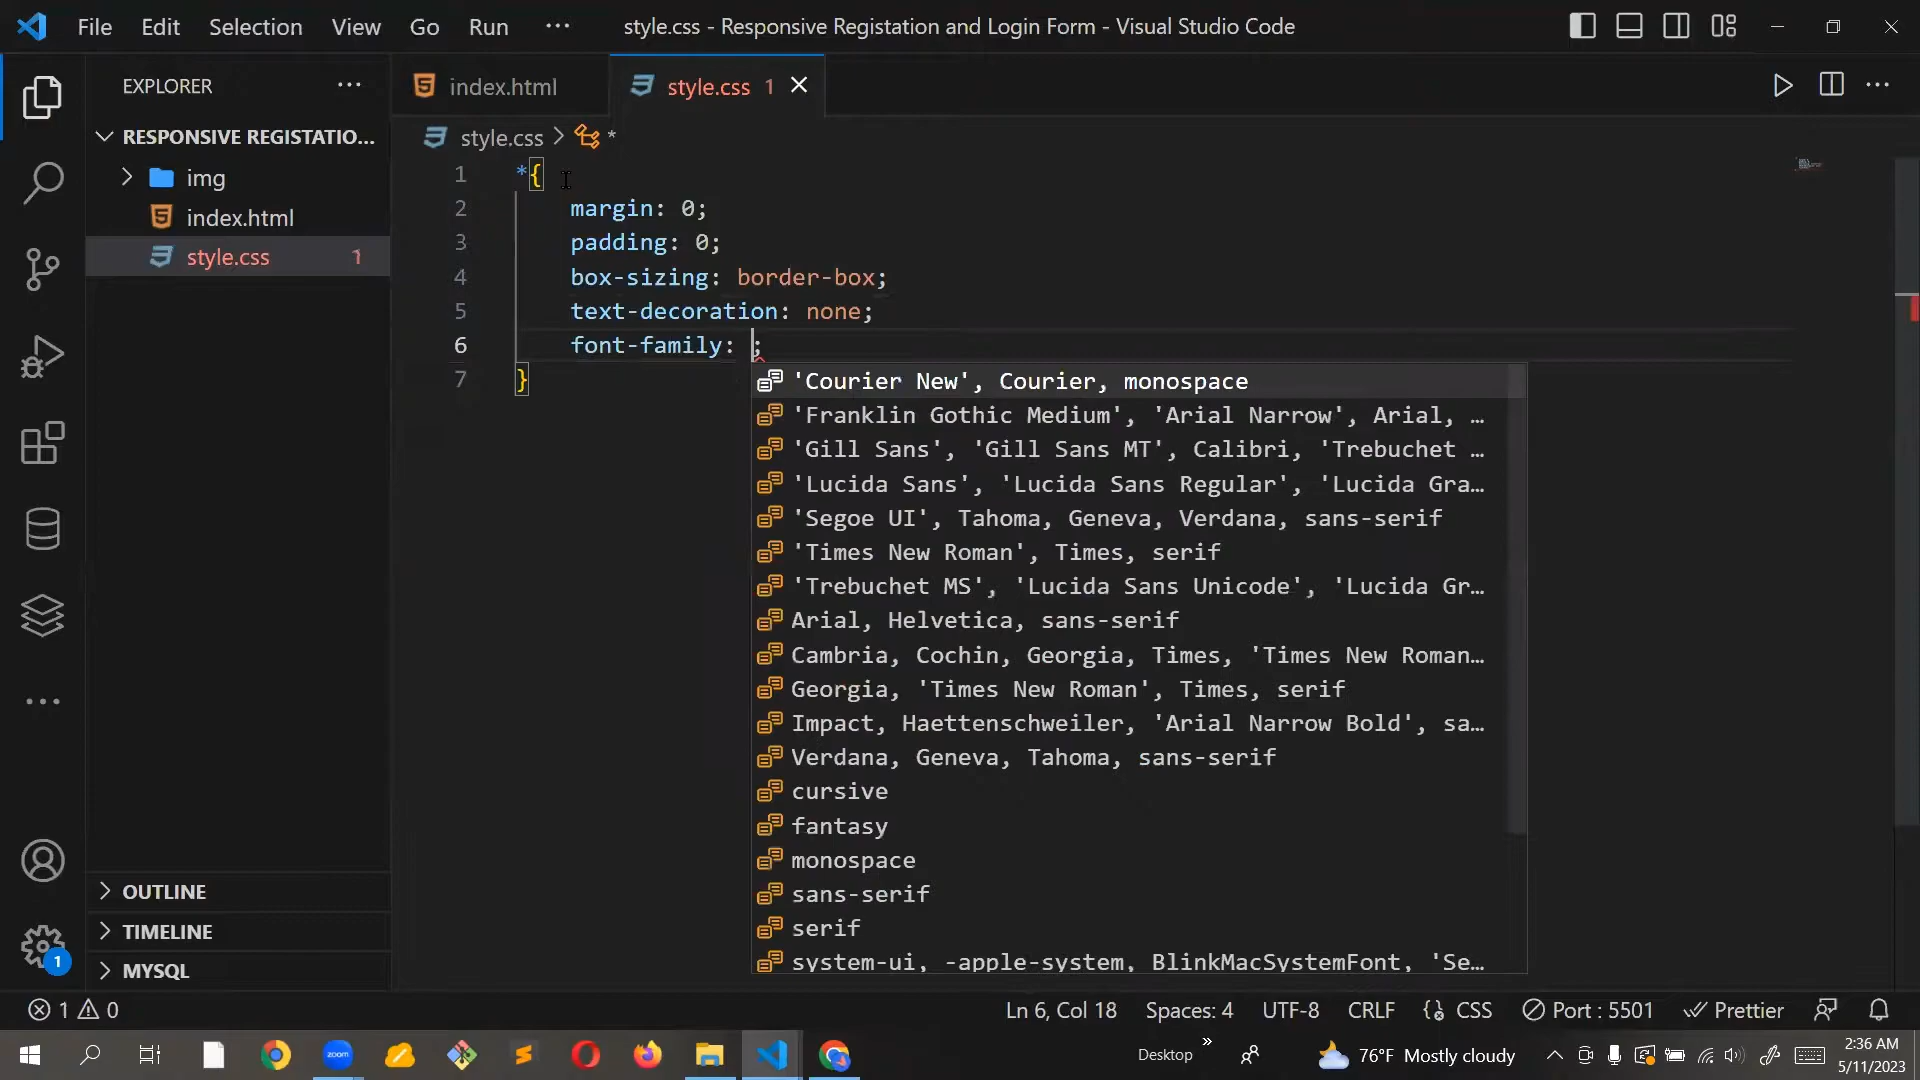 File Edit Selection View Go Run ··· style.css - Responsive Registation and Login Form - Visual Studio Code
EXPLORER ···
index.html
style.css 1
RESPONSIVE REGISTATIO...
style.css > *
img
index.html
style.css 1
1 *{
2 margin: 0;
3 padding: 0;
4 box-sizing: border-box;
5 text-decoration: none;
6 font-family: ;
7 }
'Courier New', Courier, monospace
'Franklin Gothic Medium', 'Arial Narrow', Arial, …
'Gill Sans', 'Gill Sans MT', Calibri, 'Trebuchet …
'Lucida Sans', 'Lucida Sans Regular', 'Lucida Gra…
'Segoe UI', Tahoma, Geneva, Verdana, sans-serif
'Times New Roman', Times, serif
'Trebuchet MS', 'Lucida Sans Unicode', 'Lucida Gr…
Arial, Helvetica, sans-serif
Cambria, Cochin, Georgia, Times, 'Times New Roman…
Georgia, 'Times New Roman', Times, serif
Impact, Haettenschweiler, 'Arial Narrow Bold', sa…
Verdana, Geneva, Tahoma, sans-serif
cursive
fantasy
monospace
sans-serif
serif
system-ui, -apple-system, BlinkMacSystemFont, 'Se…
OUTLINE
TIMELINE
MYSQL
1
1 0 Ln 6, Col 18 Spaces: 4 UTF-8 CRLF {} CSS Port : 5501 Prettier
zoom
Desktop » 76°F Mostly cloudy
2:36 AM
5/11/2023